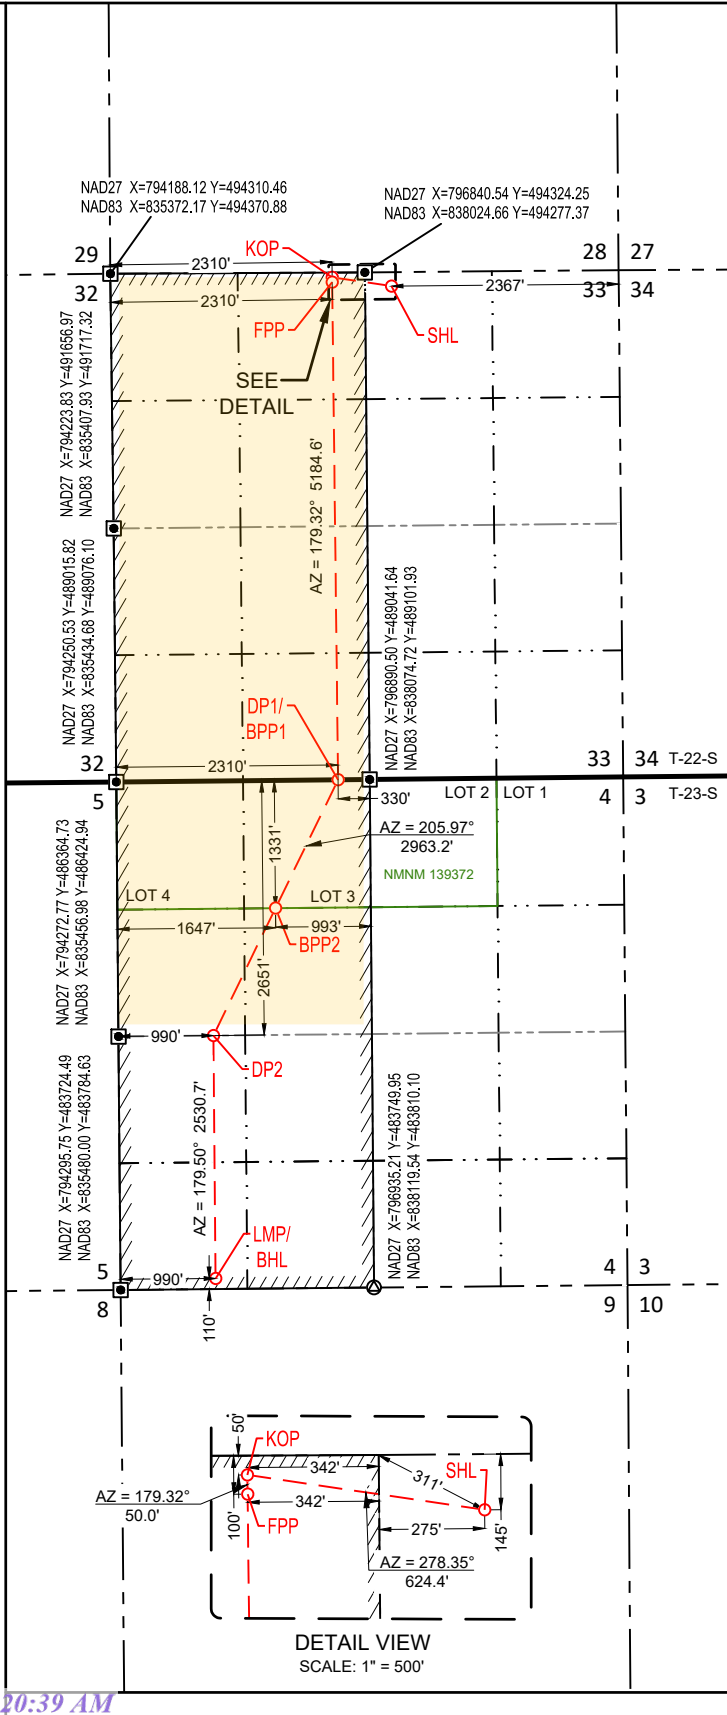 NAD27 X=794188.12 Y=494310.46
NAD83 X=835372.17 Y=494370.88
NAD27 X=796840.54 Y=494324.25
NAD83 X=838024.66 Y=494277.37
KOP
29
2310'
28
27
32
2310'
2367'
33
34
FPP
SHL
SEE
DETAIL
NAD27 X=794223.83 Y=491656.97
NAD83 X=835407.93 Y=491717.32
AZ = 179.32° 5184.6'
NAD27 X=794250.53 Y=489015.82
NAD83 X=835434.68 Y=489076.10
NAD27 X=796890.50 Y=489041.64
NAD83 X=838074.72 Y=489101.93
DP1/
BPP1
32
2310'
33
34
T-22-S
5
330'
LOT 2
LOT 1
4
3
T-23-S
1331'
AZ = 205.97°
2963.2'
NMNM 139372
NAD27 X=794272.77 Y=486364.73
NAD83 X=835456.98 Y=486424.94
LOT 4
LOT 3
1647'
993'
BPP2
2651'
990'
DP2
NAD27 X=794295.75 Y=483724.49
NAD83 X=835480.00 Y=483784.63
AZ = 179.50° 2530.7'
NAD27 X=796935.21 Y=483749.95
NAD83 X=838119.54 Y=483810.10
LMP/
BHL
5
990'
4
3
8
110'
9
10
50'
KOP
342'
SHL
311'
AZ = 179.32°
50.0'
100'
342'
FPP
275'
145'
AZ = 278.35°
624.4'
DETAIL VIEW
SCALE: 1" = 500'
20:39 AM